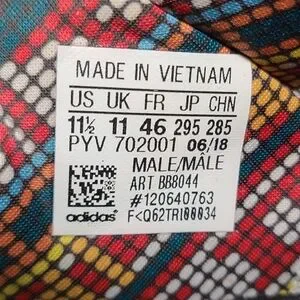 MADE IN VIETNAM
US UK FR JP CHN
11½ 11 46 295 285
PYV 702001 06/18
MALE/MÂLE
ART BB8044
#120640763
adidas F<Q62TRI00034